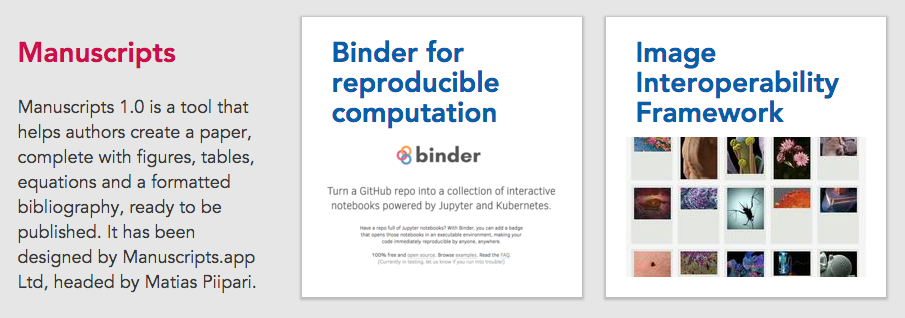 Manuscripts
Manuscripts 1.0 is a tool that
helps authors create a paper,
complete with figures, tables,
equations and a formatted
bibliography, ready to be
published. It has been
designed by Manuscripts.app
Ltd, headed by Matias Piipari.
Binder for
reproducible
computation
binder
Turn a GitHub repo into a collection of interactive
notebooks powered by Jupyter and Kubernetes.
Have a repo full of Jupyter notebooks? With Binder, you can add a badge
that opens those notebooks in an executable environment, making your
code immediately reproducible by anyone, anywhere.
100% free and open source. Browse examples. Read the FAQ.
(Currently in testing, let us know if you run into trouble!)
Image
Interoperability
Framework